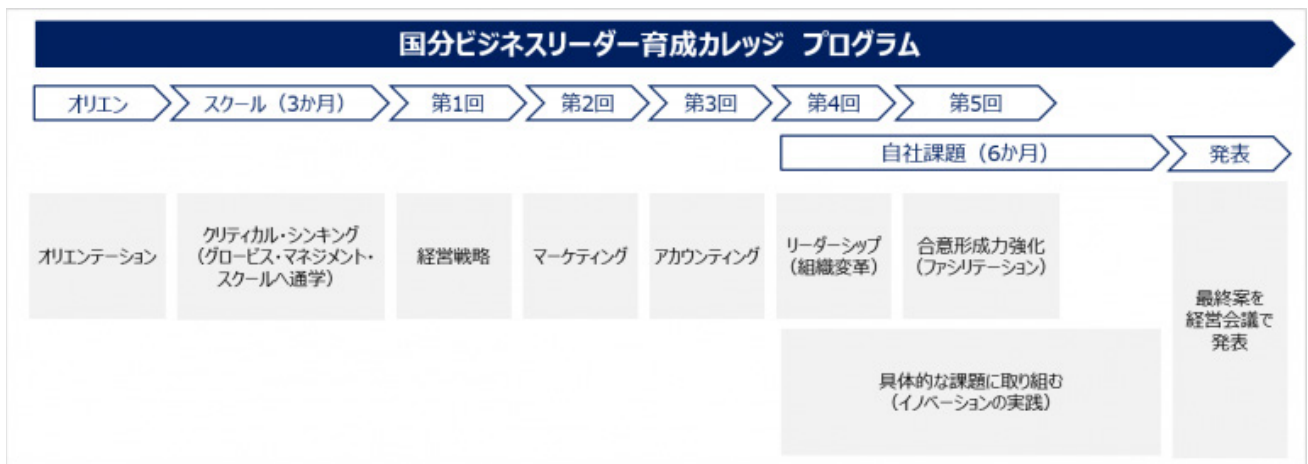 国分ビジネスリーダー育成カレッジ プログラム
オリエン
スクール（3か月）
第1回
第2回
第3回
第4回
第5回
自社課題（6か月）
発表
オリエンテーション
クリティカル・シンキング
（グロービス・マネジメント・
スクールへ通学）
経営戦略
マーケティング
アカウンティング
リーダーシップ
（組織変革）
合意形成力強化
（ファシリテーション）
具体的な課題に取り組む
（イノベーションの実践）
最終案を
経営会議で
発表